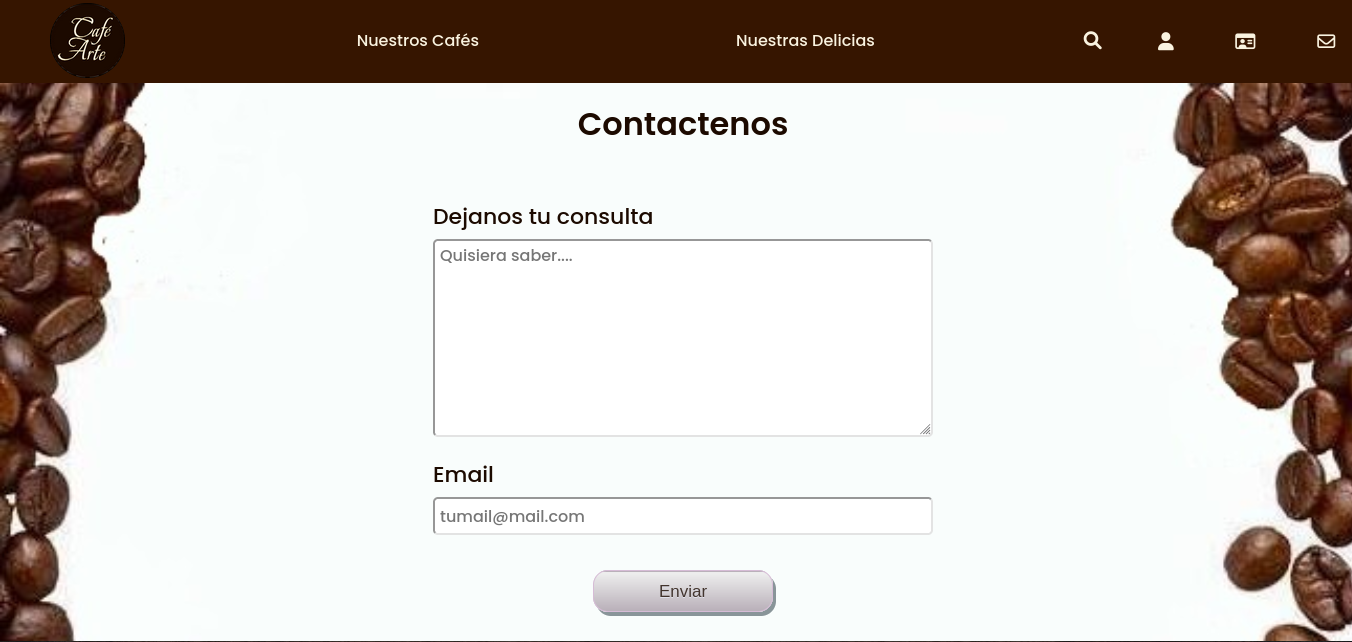 Café
Arte
Nuestros Cafés
Nuestras Delicias
Contactenos
Dejanos tu consulta
Quisiera saber....
Email
tumail@mail.com
Enviar